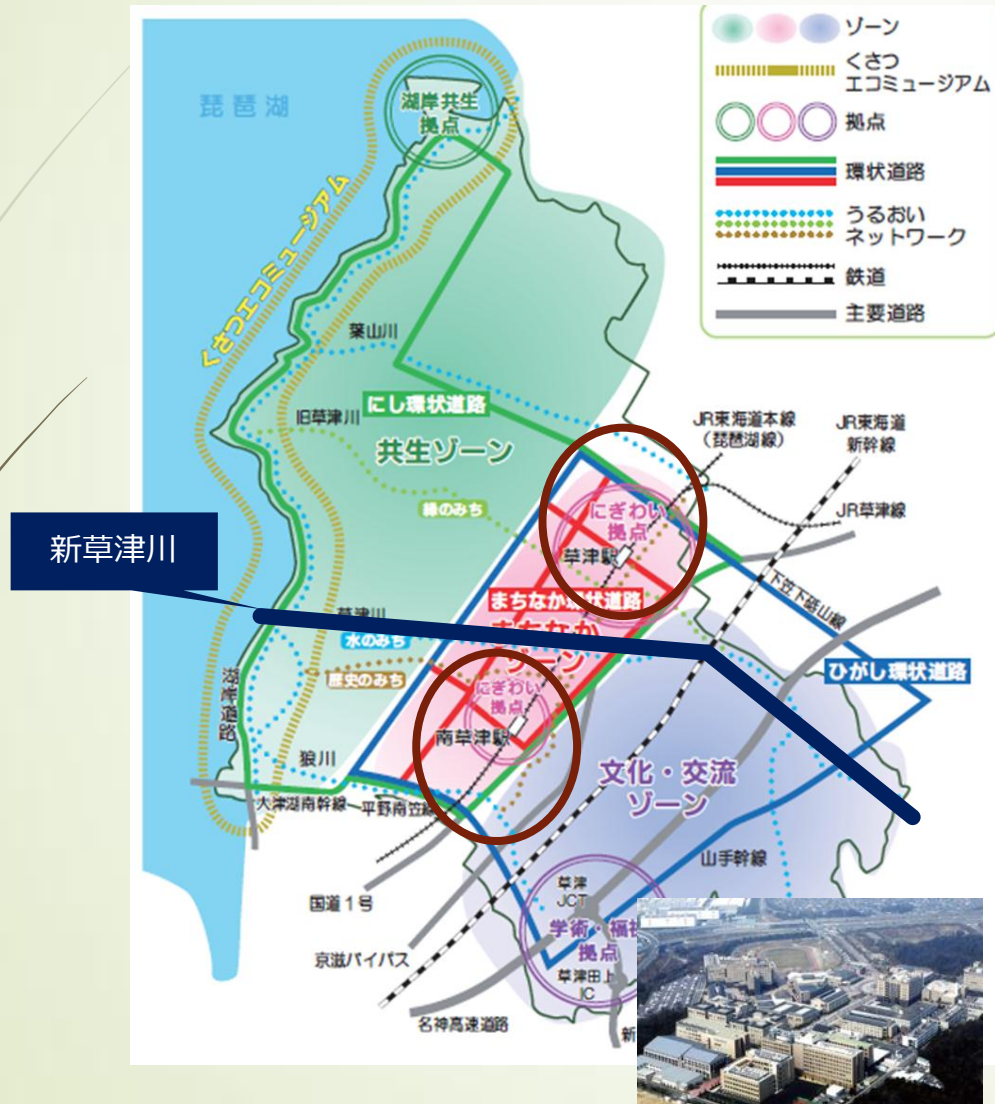 ゾーン
くさつ
エコミュージアム
拠点
環状道路
うるおい
ネットワーク
鉄道
主要道路
琵琶湖
湖岸共生
拠点
くさつエコミュージアム
葉山川
にし環状道路
旧草津川
共生ゾーン
緑のみち
JR東海道本線
(琵琶湖線)
JR東海道
新幹線
JR草津線
にぎわい
拠点
草津駅
新草津川
まちなか環状道路
まちなか
ゾーン
下笠下砥山線
草津川
水のみち
歴史のみち
ひがし環状道路
湖岸道路
にぎわい
拠点
南草津駅
狼川
文化・交流
ゾーン
大津湖南幹線
平野南笠線
山手幹線
国道1号
草津
JCT
学術・福祉
拠点
京滋バイパス
草津田上
IC
名神高速道路
新